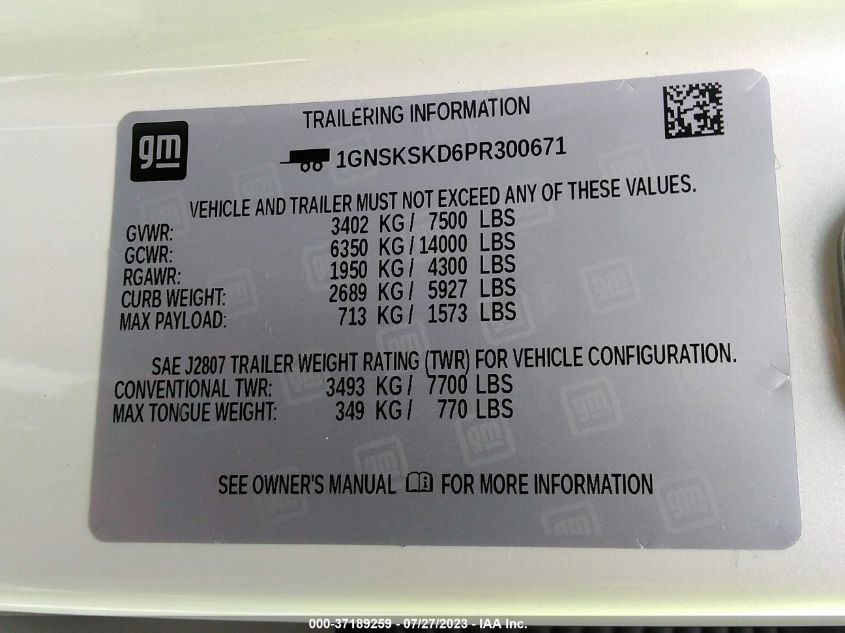 TRAILERING INFORMATION
gm
1GNSKSKD6PR300671
VEHICLE AND TRAILER MUST NOT EXCEED ANY OF THESE VALUES.
GVWR: 3402 KG / 7500 LBS
GCWR: 6350 KG / 14000 LBS
RGAWR: 1950 KG / 4300 LBS
CURB WEIGHT: 2689 KG / 5927 LBS
MAX PAYLOAD: 713 KG / 1573 LBS
SAE J2807 TRAILER WEIGHT RATING (TWR) FOR VEHICLE CONFIGURATION.
CONVENTIONAL TWR: 3493 KG / 7700 LBS
MAX TONGUE WEIGHT: 349 KG / 770 LBS
SEE OWNER'S MANUAL i FOR MORE INFORMATION
000-37189259 - 07/27/2023 - IAA Inc.